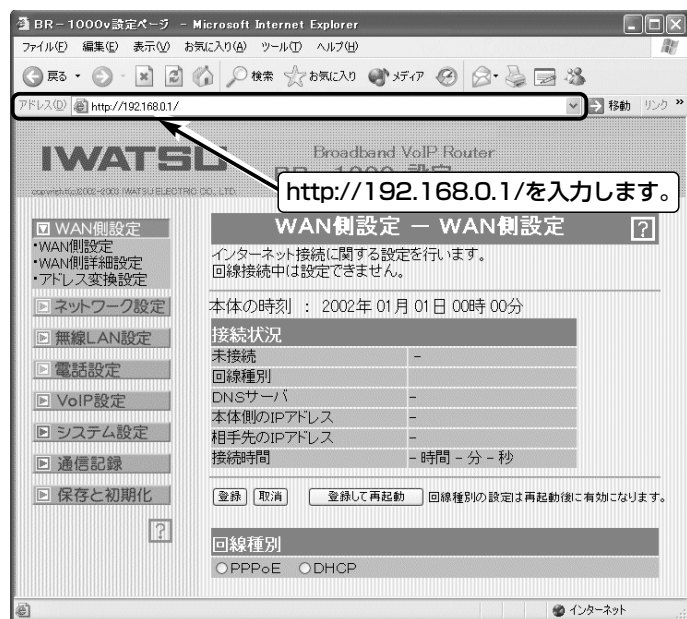 BR-1000v設定ページ - Microsoft Internet Explorer
ファイル(F) 編集(E) 表示(V) お気に入り(A) ツール(T) ヘルプ(H)
戻る 検索 お気に入り メディア
アドレス(D) http://192.168.0.1/ 移動 リンク »
IWATSU
Broadband VoIP Router
copyright(c)2002-2003 IWATSU ELECTRIC CO., LTD.
http://192.168.0.1/を入力します。
WAN側設定
・WAN側設定
・WAN側詳細設定
・アドレス変換設定
ネットワーク設定
無線LAN設定
電話設定
VoIP設定
システム設定
通信記録
保存と初期化
?
WAN側設定 − WAN側設定 ?
インターネット接続に関する設定を行います。
回線接続中は設定できません。
本体の時刻 : 2002年 01月 01日 00時 00分
接続状況
未接続 -
回線種別
DNSサーバ -
本体側のIPアドレス -
相手先のIPアドレス -
接続時間 - 時間 - 分 - 秒
登録 取消 登録して再起動 回線種別の設定は再起動後に有効になります。
回線種別
○PPPoE ○DHCP
インターネット